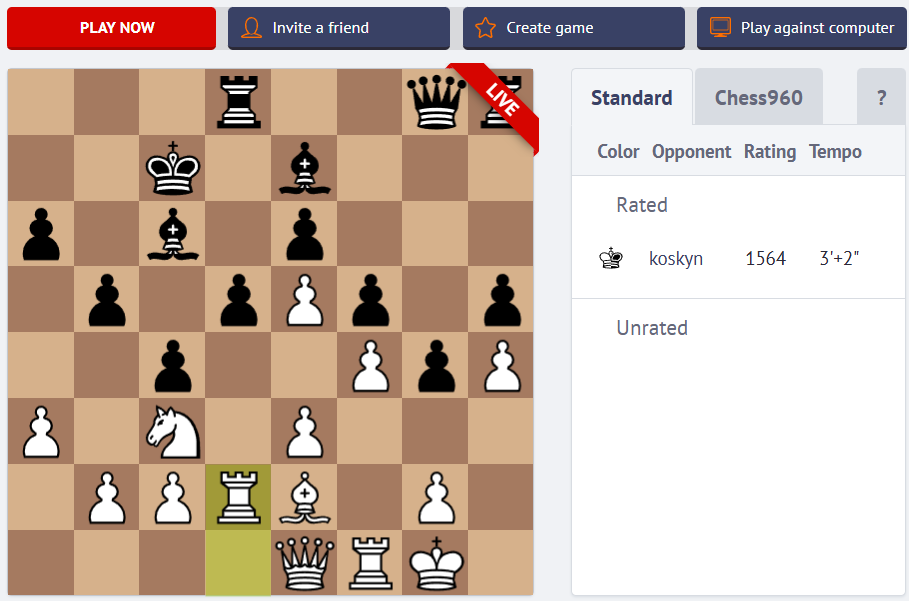 PLAY NOW
Invite a friend
Create game
Play against computer
LIVE
Standard
Chess960
?
Color Opponent Rating Tempo
Rated
koskyn 1564 3'+2"
Unrated